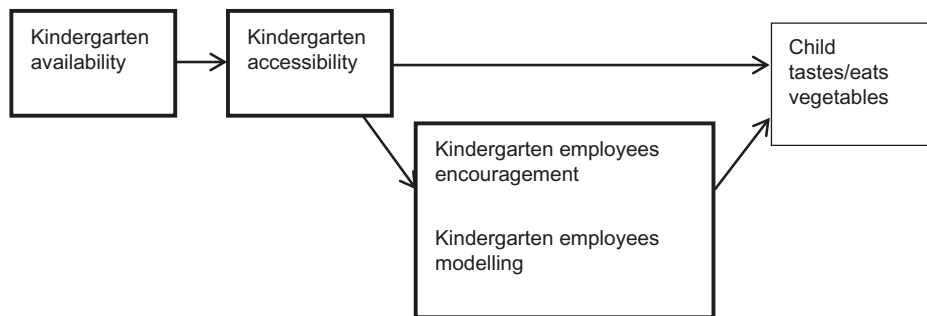 Kindergarten
availability
Kindergarten
accessibility
Child
tastes/eats
vegetables
Kindergarten employees
encouragement
Kindergarten employees
modelling